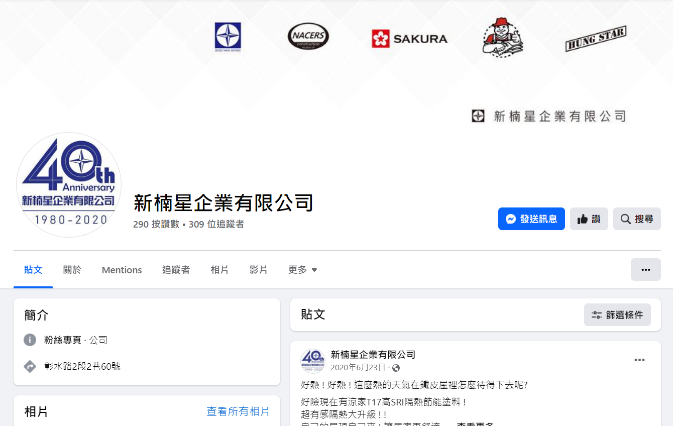 NACERS
SAKURA
HUNG STAR
新楠星企業有限公司
40th
Anniversary
新楠星企業有限公司
1980-2020
新楠星企業有限公司
290 按讚數 • 309 位追蹤者
發送訊息
讚
搜尋
貼文
關於
Mentions
追蹤者
相片
影片
更多
簡介
粉絲專頁 · 公司
彰水路2段2巷60號
相片
查看所有相片
貼文
篩選條件
新楠星企業有限公司
2020年6月23日 ·
好熱！好熱！這麼熱的天氣在鐵皮屋裡怎麼待得下去呢?
好險現在有涼家T17高SRI隔熱節能塗料！
超有感隔熱大升級！！